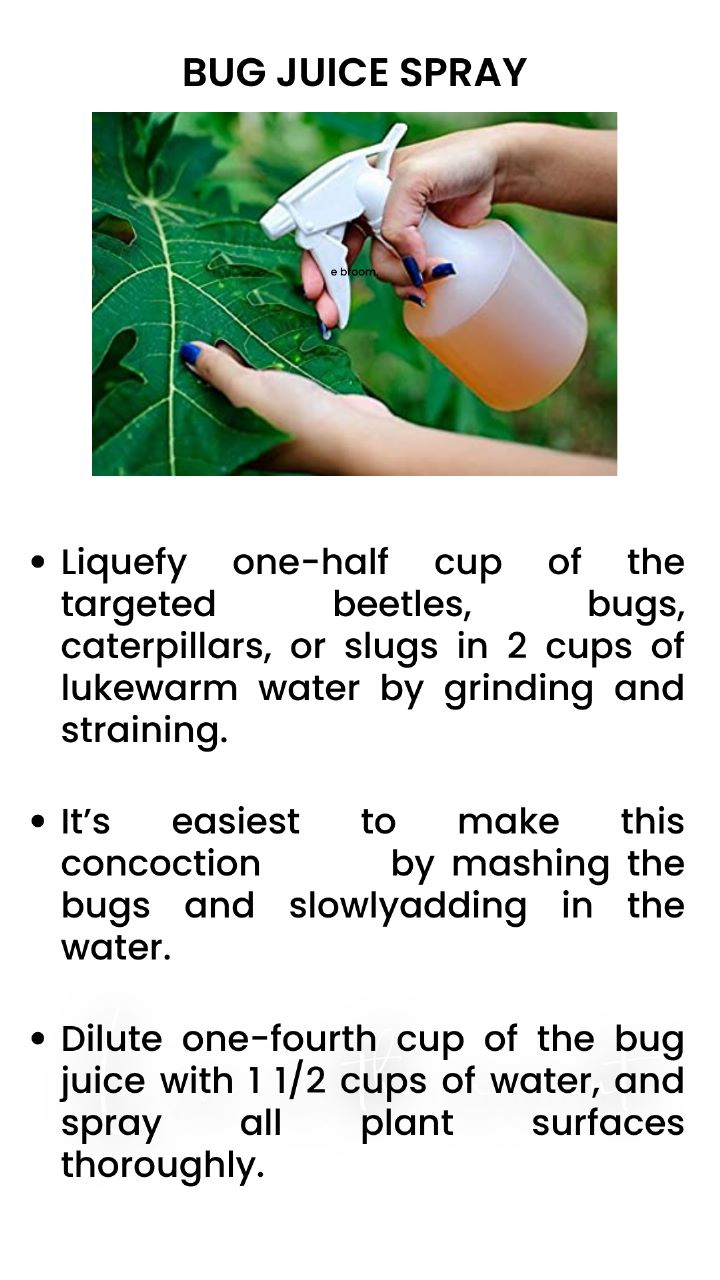 BUG JUICE SPRAY
e broom.
• Liquefy one-half cup of the
targeted beetles, bugs,
caterpillars, or slugs in 2 cups of
lukewarm water by grinding and
straining.
• It’s easiest to make this
concoction by mashing the
bugs and slowlyadding in the
water.
• Dilute one-fourth cup of the bug
juice with 1 1/2 cups of water, and
spray all plant surfaces
thoroughly.